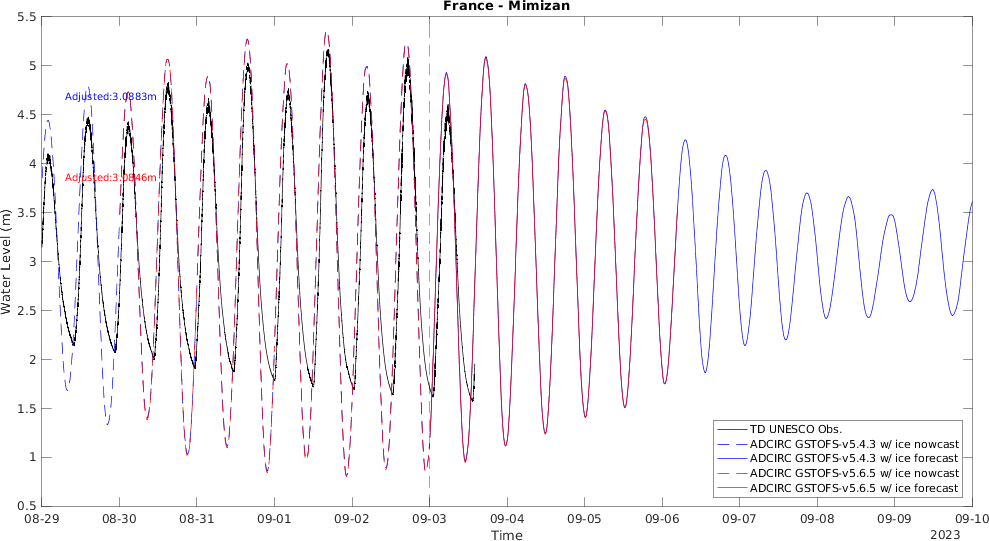 France - Mimizan
5.5
5
4.5
4
3.5
3
2.5
2
1.5
1
0.5
Water Level (m)
Adjusted:3.0883m
Adjusted:3.0846m
TD UNESCO Obs.
ADCIRC GSTOFS-v5.4.3 w/ ice nowcast
ADCIRC GSTOFS-v5.4.3 w/ ice forecast
ADCIRC GSTOFS-v5.6.5 w/ ice nowcast
ADCIRC GSTOFS-v5.6.5 w/ ice forecast
08-29 08-30 08-31 09-01 09-02 09-03 09-04 09-05 09-06 09-07 09-08 09-09 09-10
Time
2023